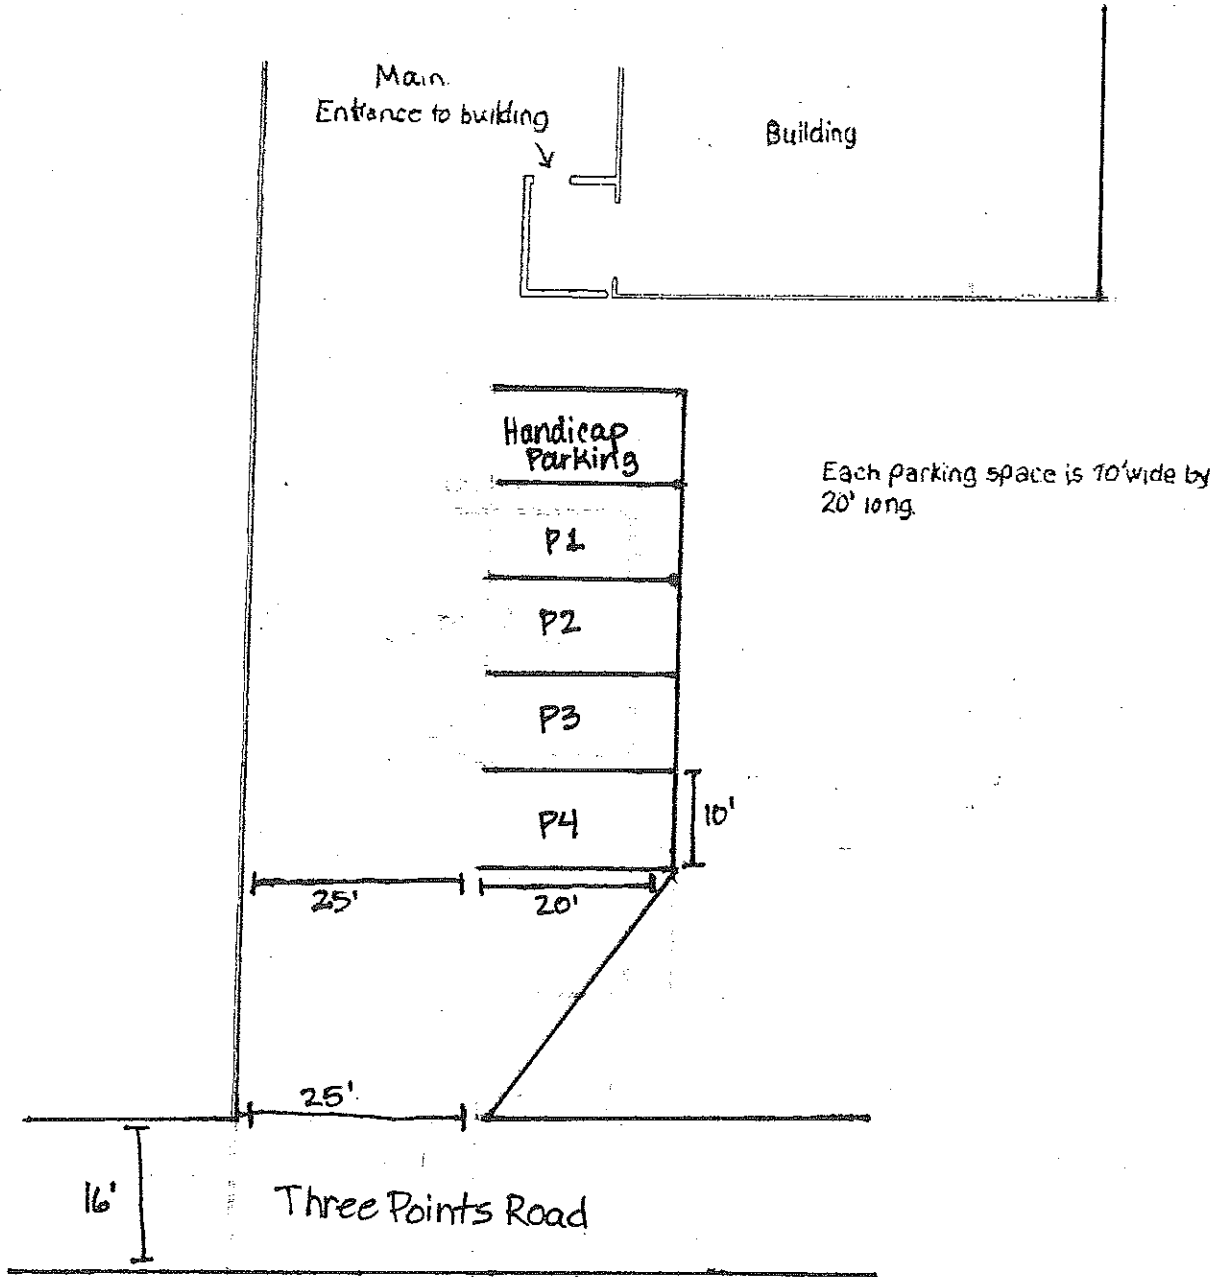 Main
Entrance to building
Building
Handicap
Parking
Each parking space is 10' wide by
20' long.
P1
P2
P3
P4
10'
25'
20'
25'
16'
Three Points Road